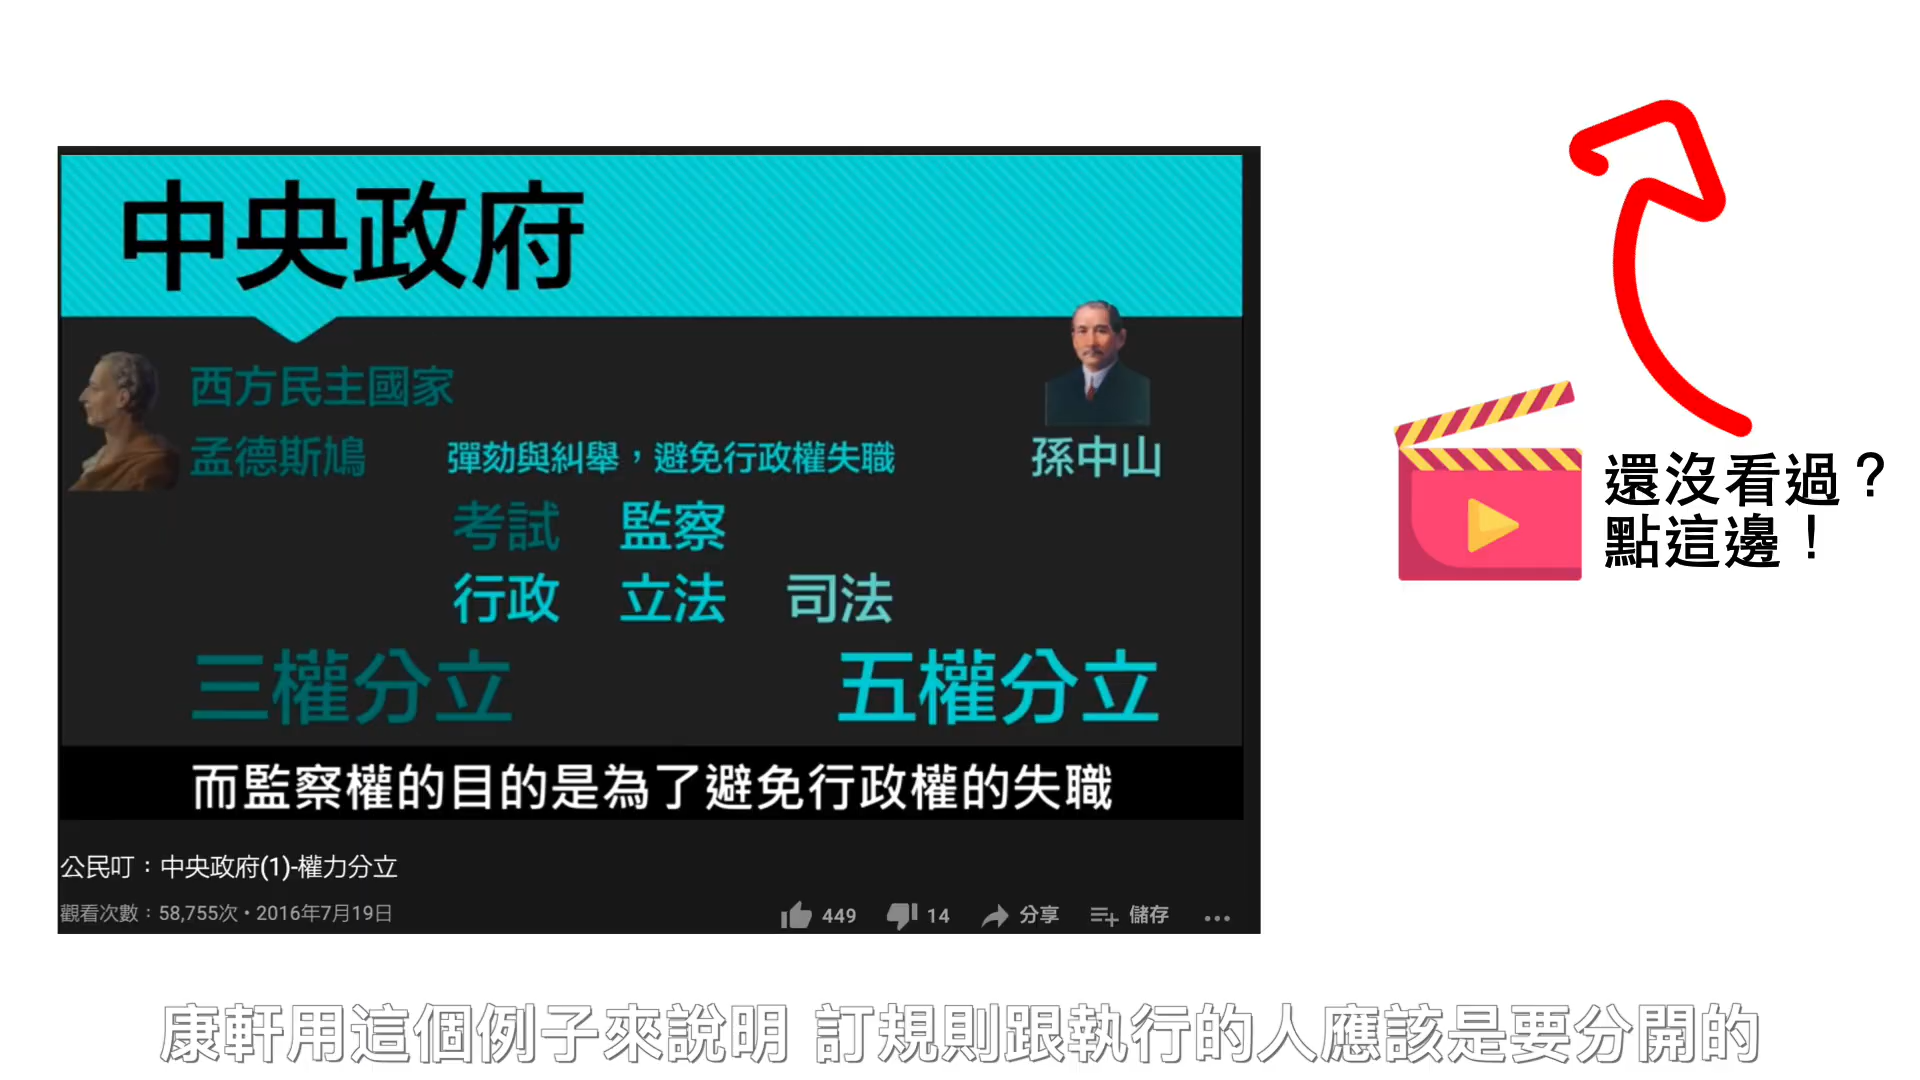 中央政府
西方民主國家
孟德斯鳩
彈劾與糾舉，避免行政權失職
孫中山
考試 監察
行政 立法 司法
三權分立 五權分立
而監察權的目的是為了避免行政權的失職
公民叮：中央政府(1)-權力分立
觀看次數：58,755次・2016年7月19日
449 14 分享 儲存
還沒看過？
點這邊！
康軒用這個例子來說明 訂規則跟執行的人應該是要分開的